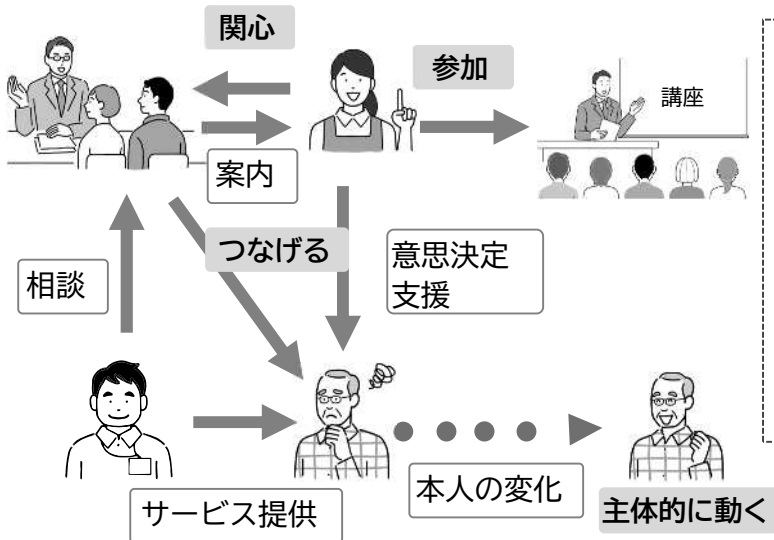 関心
参加
講座
案内
つなげる
相談
意思決定
支援
サービス提供
本人の変化
主体的に動く